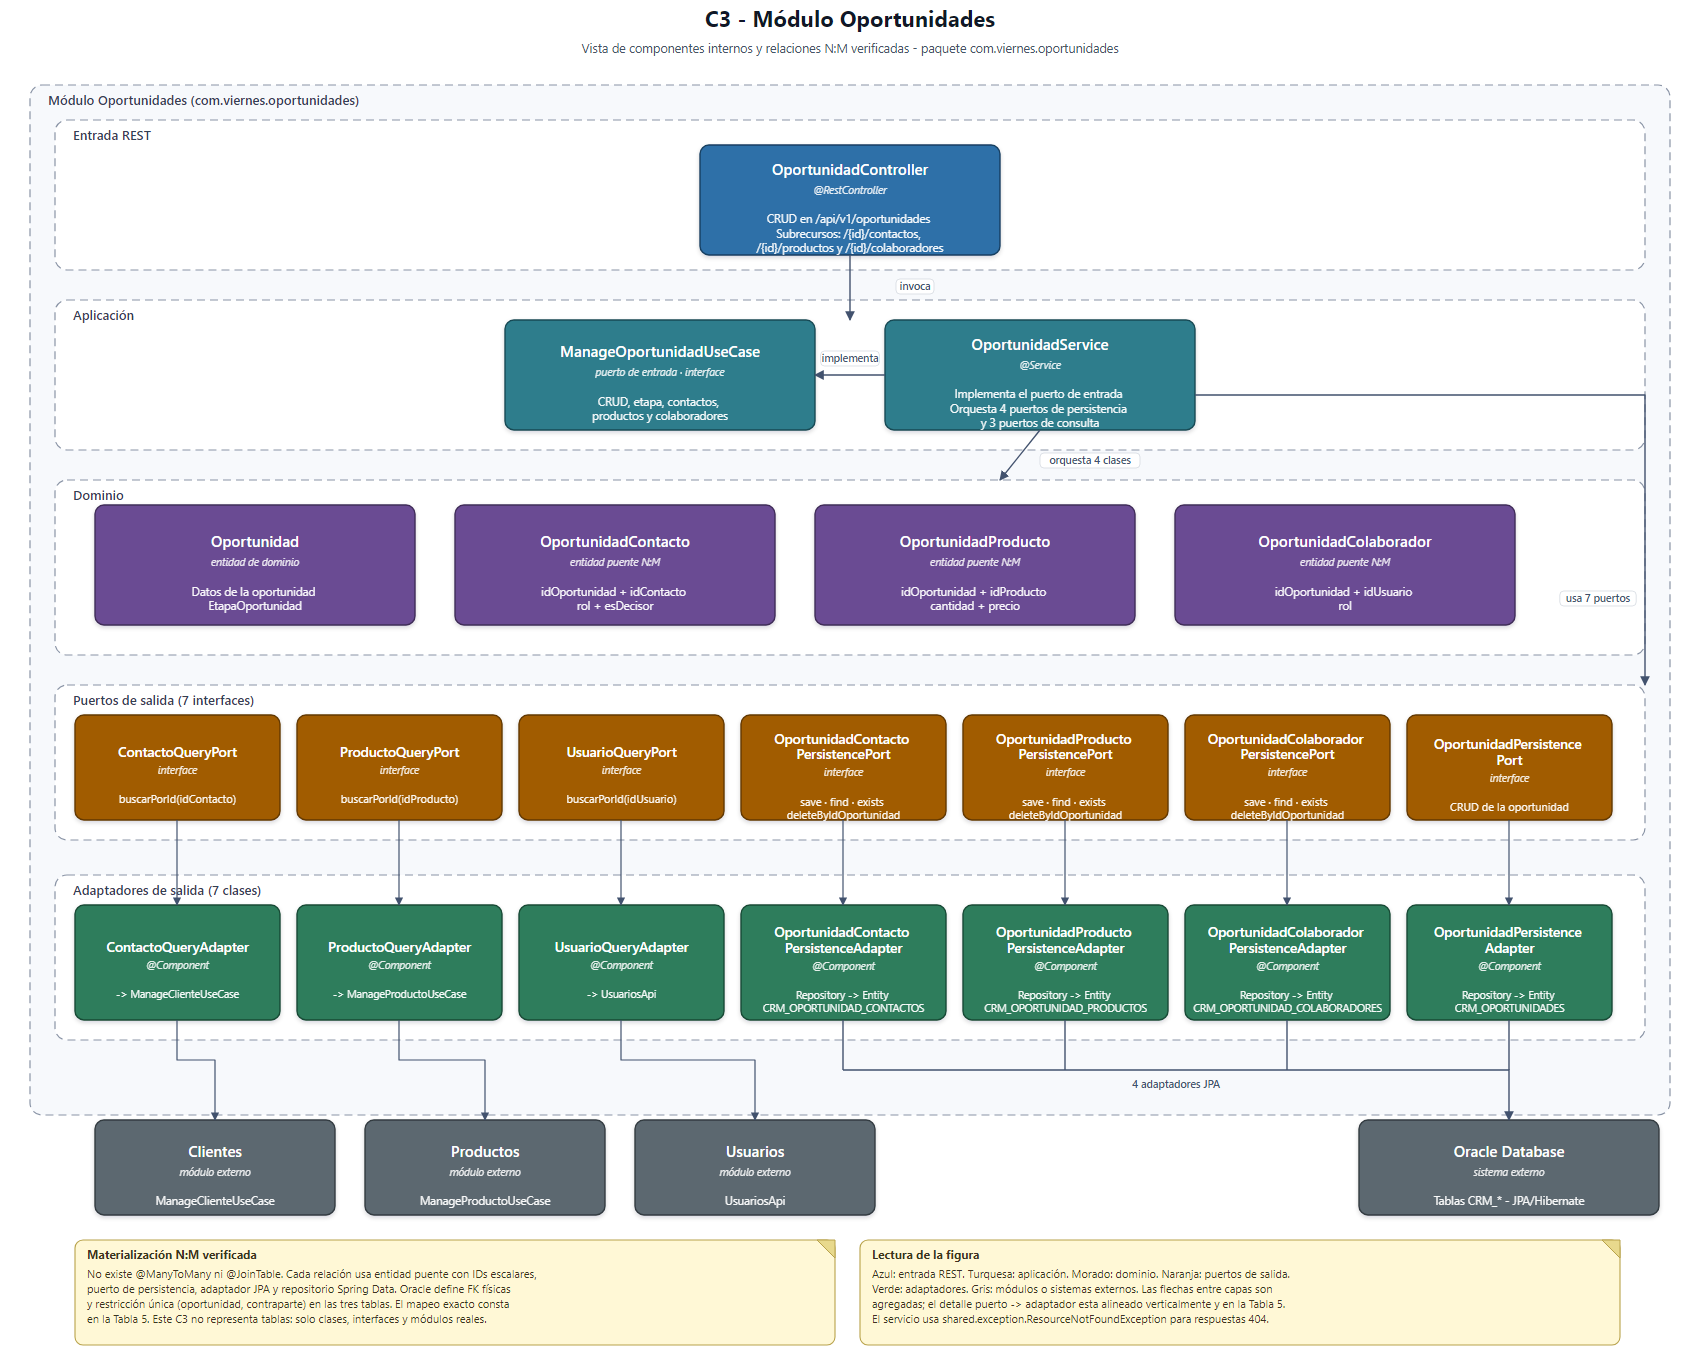 C3 - Módulo Oportunidades
Vista de componentes internos y relaciones N:M verificadas - paquete com.viernes.oportunidades
Módulo Oportunidades (com.viernes.oportunidades)
Entrada REST
OportunidadController
@RestController
CRUD en /api/v1/oportunidades
Subrecursos: /{id}/contactos,
/{id}/productos y /{id}/colaboradores
invoca
Aplicación
ManageOportunidadUseCase
puerto de entrada · interface
CRUD, etapa, contactos,
productos y colaboradores
implementa
OportunidadService
@Service
Implementa el puerto de entrada
Orquesta 4 puertos de persistencia
y 3 puertos de consulta
orquesta 4 clases
Dominio
Oportunidad
entidad de dominio
Datos de la oportunidad
EtapaOportunidad
OportunidadContacto
entidad puente N:M
idOportunidad + idContacto
rol + esDecisor
OportunidadProducto
entidad puente N:M
idOportunidad + idProducto
cantidad + precio
OportunidadColaborador
entidad puente N:M
idOportunidad + idUsuario
rol
usa 7 puertos
Puertos de salida (7 interfaces)
ContactoQueryPort
interface
buscarPorId(idContacto)
ProductoQueryPort
interface
buscarPorId(idProducto)
UsuarioQueryPort
interface
buscarPorId(idUsuario)
OportunidadContacto
PersistencePort
interface
save · find · exists
deleteByIdOportunidad
OportunidadProducto
PersistencePort
interface
save · find · exists
deleteByIdOportunidad
OportunidadColaborador
PersistencePort
interface
save · find · exists
deleteByIdOportunidad
OportunidadPersistence
Port
interface
CRUD de la oportunidad
Adaptadores de salida (7 clases)
ContactoQueryAdapter
@Component
-> ManageClienteUseCase
ProductoQueryAdapter
@Component
-> ManageProductoUseCase
UsuarioQueryAdapter
@Component
-> UsuariosApi
OportunidadContacto
PersistenceAdapter
@Component
Repository -> Entity
CRM_OPORTUNIDAD_CONTACTOS
OportunidadProducto
PersistenceAdapter
@Component
Repository -> Entity
CRM_OPORTUNIDAD_PRODUCTOS
OportunidadColaborador
PersistenceAdapter
@Component
Repository -> Entity
CRM_OPORTUNIDAD_COLABORADORES
OportunidadPersistence
Adapter
@Component
Repository -> Entity
CRM_OPORTUNIDADES
4 adaptadores JPA
Clientes
módulo externo
ManageClienteUseCase
Productos
módulo externo
ManageProductoUseCase
Usuarios
módulo externo
UsuariosApi
Oracle Database
sistema externo
Tablas CRM_* - JPA/Hibernate
Materialización N:M verificada
No existe @ManyToMany ni @JoinTable. Cada relación usa entidad puente con IDs escalares,
puerto de persistencia, adaptador JPA y repositorio Spring Data. Oracle define FK físicas
y restricción única (oportunidad, contraparte) en las tres tablas. El mapeo exacto consta
en la Tabla 5. Este C3 no representa tablas: solo clases, interfaces y módulos reales.
Lectura de la figura
Azul: entrada REST. Turquesa: aplicación. Morado: dominio. Naranja: puertos de salida.
Verde: adaptadores. Gris: módulos o sistemas externos. Las flechas entre capas son
agregadas; el detalle puerto -> adaptador esta alineado verticalmente y en la Tabla 5.
El servicio usa shared.exception.ResourceNotFoundException para respuestas 404.